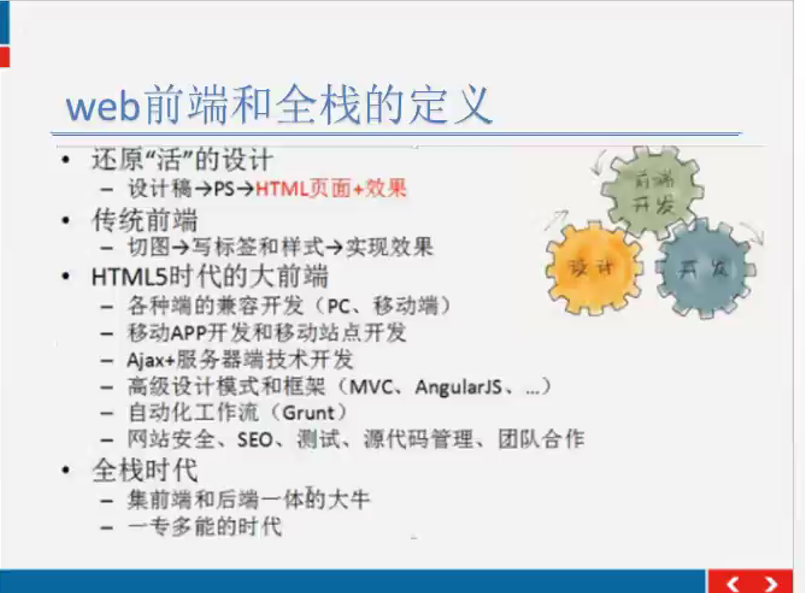 web前端和全栈的定义
• 还原“活”的设计
– 设计稿→PS→HTML页面+效果
• 传统前端
– 切图→写标签和样式→实现效果
• HTML5时代的大前端
– 各种端的兼容开发（PC、移动端）
– 移动APP开发和移动站点开发
– Ajax+服务器端技术开发
– 高级设计模式和框架（MVC、AngularJS、...）
– 自动化工作流（Grunt）
– 网站安全、SEO、测试、源代码管理、团队合作
• 全栈时代
– 集前端和后端一体的大牛
– 一专多能的时代
前端
开发
设计
开发